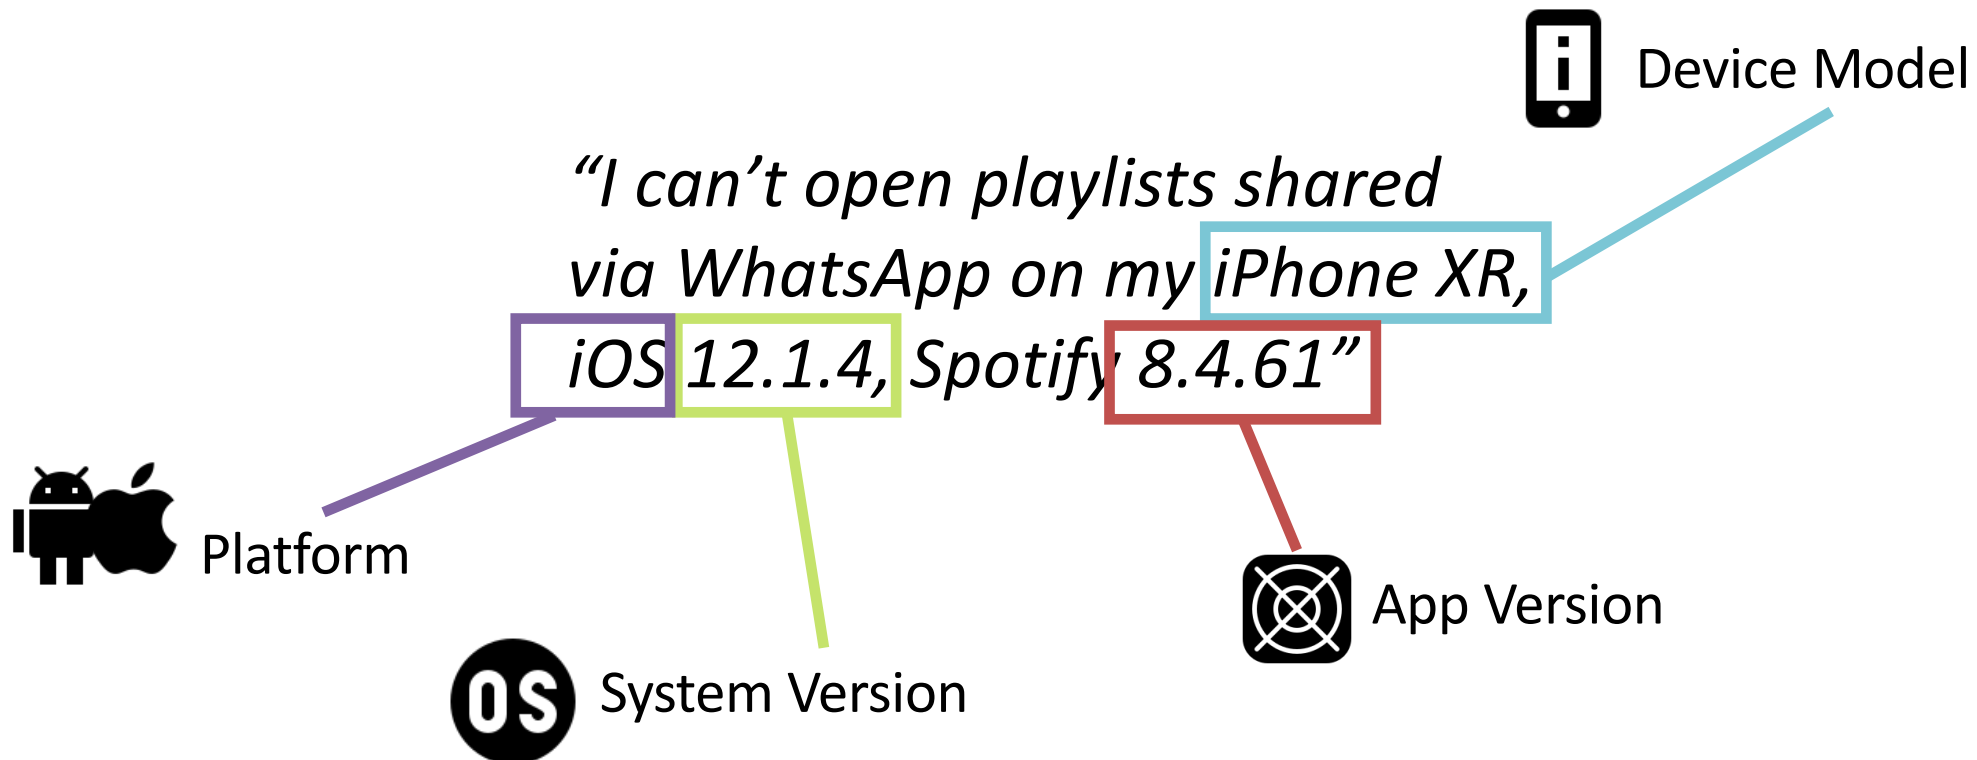 Device Model
“I can’t open playlists shared
via WhatsApp on my iPhone XR,
iOS 12.1.4, Spotify 8.4.61”
Platform
App Version
OS System Version